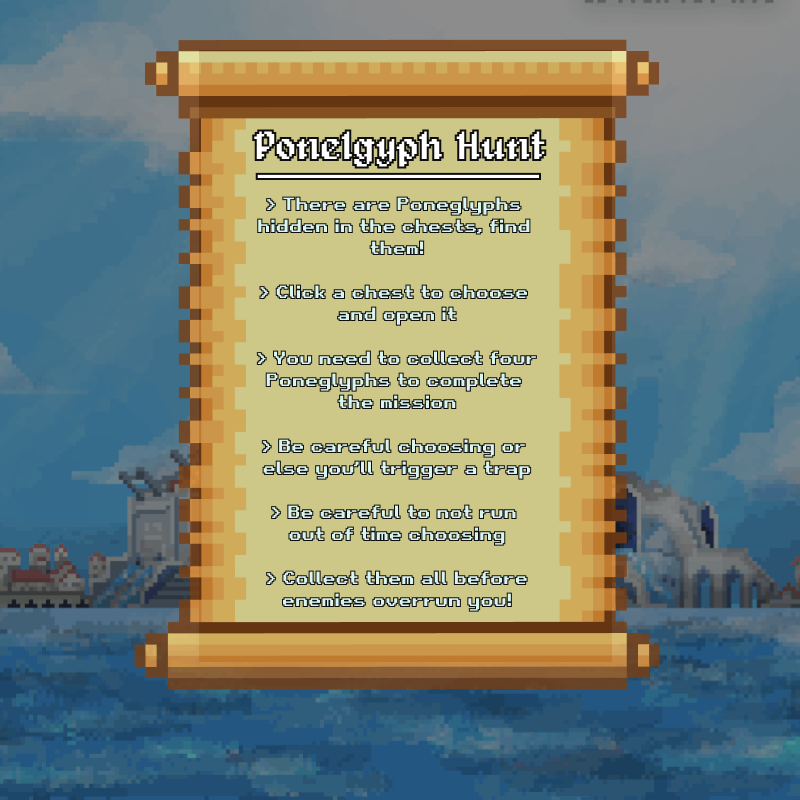 Ponelgyph Hunt
> There are Poneglyphs
hidden in the chests, find
them!
> Click a chest to choose
and open it
> You need to collect four
Poneglyphs to complete
the mission
> Be careful choosing or
else you'll trigger a trap
> Be careful to not run
out of time choosing
> Collect them all before
enemies overrun you!